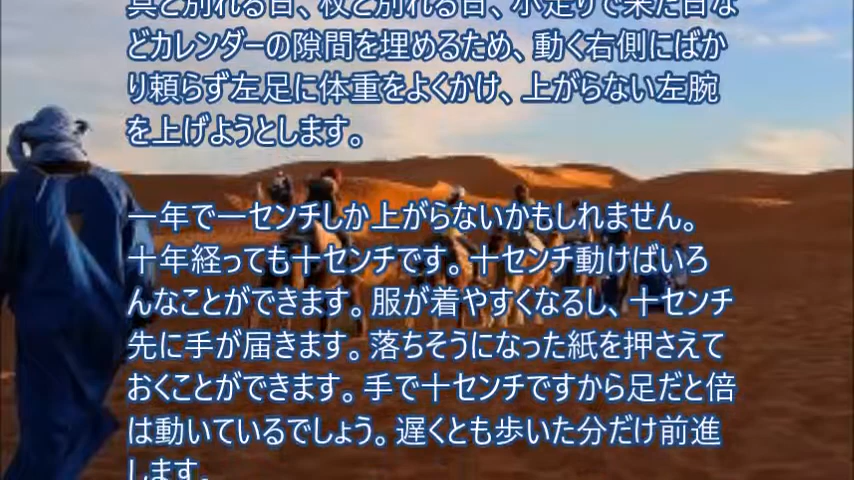 具と別れる日、杖と別れる日、小走りで来た日な
どカレンダーの隙間を埋めるため、動く右側にばか
り頼らず左足に体重をよくかけ、上がらない左腕
を上げようとします。
一年で一センチしか上がらないかもしれません。
十年経っても十センチです。十センチ動けばいろ
んなことができます。服が着やすくなるし、十センチ
先に手が届きます。落ちそうになった紙を押さえて
おくことができます。手で十センチですから足だと倍
は動いているでしょう。遅くとも歩いた分だけ前進
します。